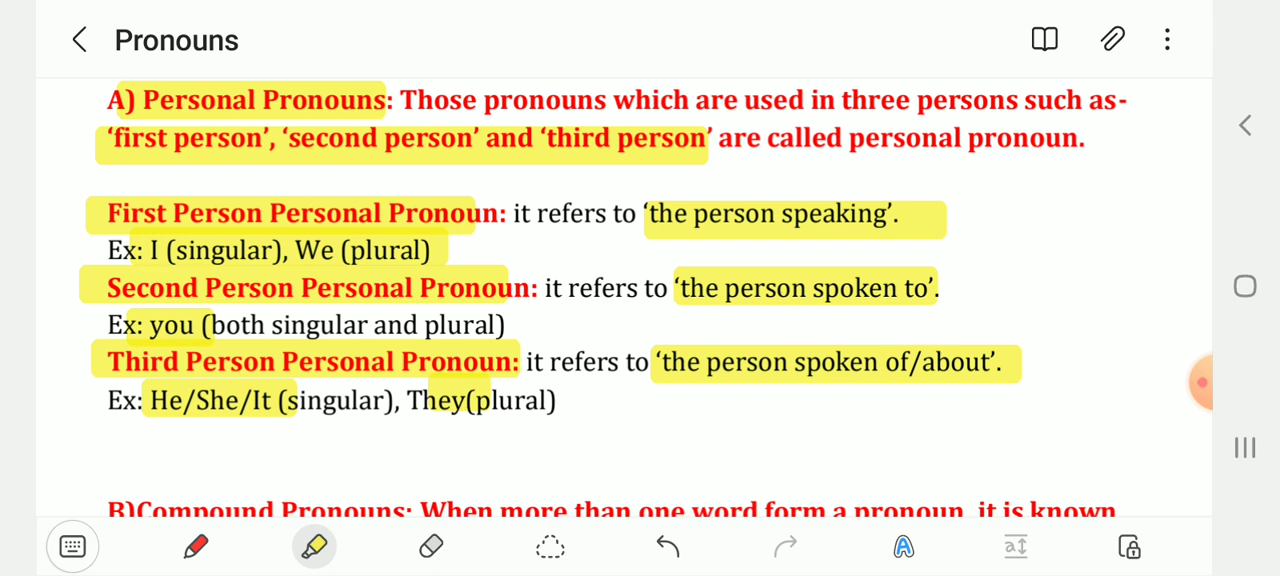 Pronouns
A) Personal Pronouns: Those pronouns which are used in three persons such as-
‘first person’, ‘second person’ and ‘third person’ are called personal pronoun.
First Person Personal Pronoun: it refers to ‘the person speaking’.
Ex: I (singular), We (plural)
Second Person Personal Pronoun: it refers to ‘the person spoken to’.
Ex: you (both singular and plural)
Third Person Personal Pronoun: it refers to ‘the person spoken of/about’.
Ex: He/She/It (singular), They(plural)
B)Compound Pronouns: When more than one word form a pronoun, it is known